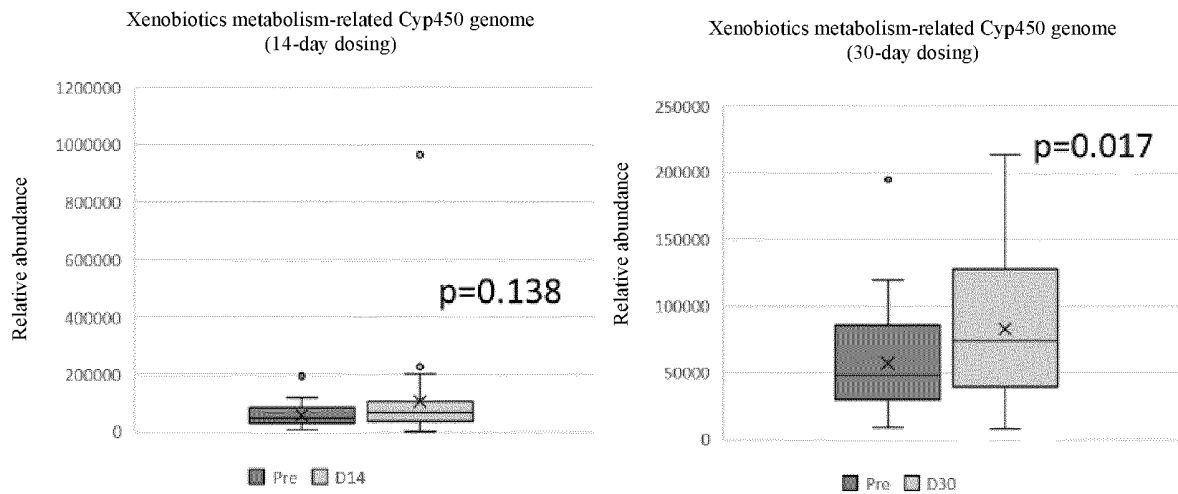 Xenobiotics metabolism-related Cyp450 genome
(14-day dosing)
Relative abundance
1200000
1000000
800000
600000
400000
200000
0
p=0.138
Pre D14
Xenobiotics metabolism-related Cyp450 genome
(30-day dosing)
Relative abundance
250000
200000
150000
100000
50000
0
p=0.017
Pre D30